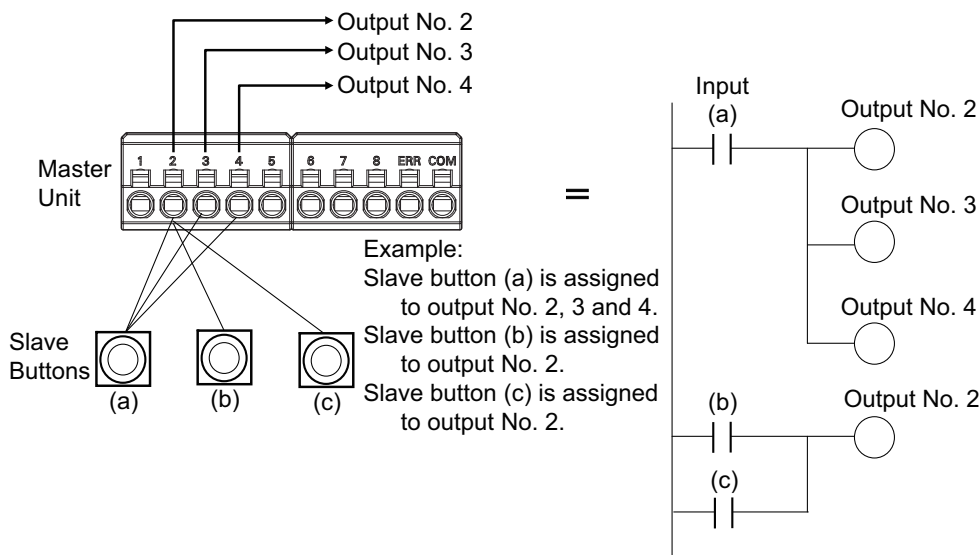 Output No. 2
Output No. 3
Output No. 4
Master
Unit
1 2 3 4 5 6 7 8 ERR COM
Slave
Buttons
(a) (b) (c)
=
Example:
Slave button (a) is assigned
to output No. 2, 3 and 4.
Slave button (b) is assigned
to output No. 2.
Slave button (c) is assigned
to output No. 2.
Input
(a)
Output No. 2
Output No. 3
Output No. 4
(b)
Output No. 2
(c)